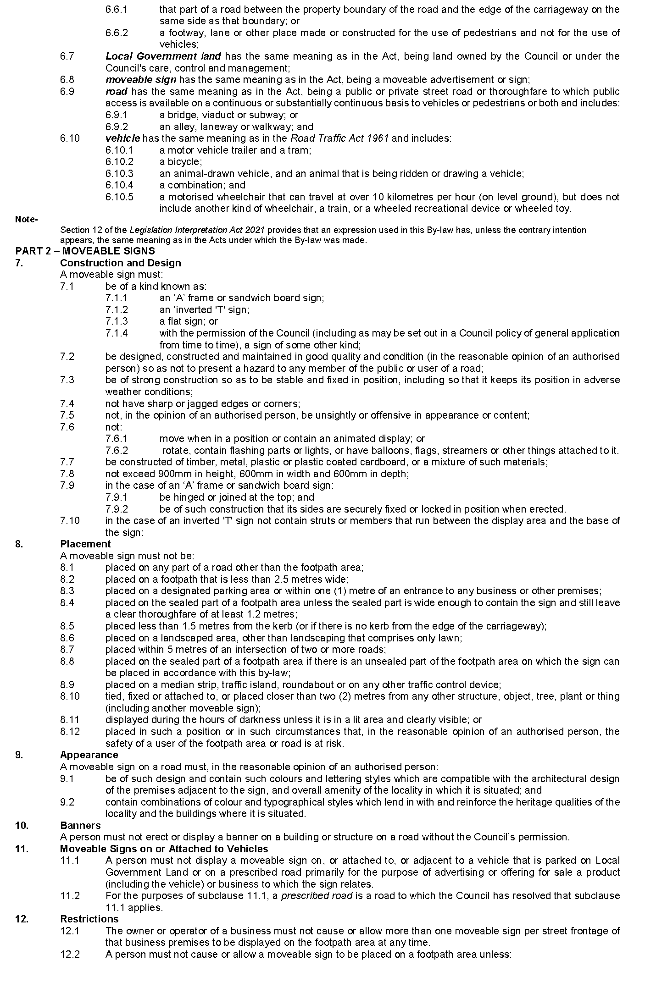 6.6.1 that part of a road between the property boundary of the road and the edge of the carriageway on the
same side as that boundary; or
6.6.2 a footway, lane or other place made or constructed for the use of pedestrians and not for the use of
vehicles;
6.7 Local Government land has the same meaning as in the Act, being land owned by the Council or under the
Council's care, control and management;
6.8 moveable sign has the same meaning as in the Act, being a moveable advertisement or sign;
6.9 road has the same meaning as in the Act, being a public or private street road or thoroughfare to which public
access is available on a continuous or substantially continuous basis to vehicles or pedestrians or both and includes:
6.9.1 a bridge, viaduct or subway; or
6.9.2 an alley, laneway or walkway; and
6.10 vehicle has the same meaning as in the Road Traffic Act 1961 and includes:
6.10.1 a motor vehicle trailer and a tram;
6.10.2 a bicycle;
6.10.3 an animal-drawn vehicle, and an animal that is being ridden or drawing a vehicle;
6.10.4 a combination; and
6.10.5 a motorised wheelchair that can travel at over 10 kilometres per hour (on level ground), but does not
include another kind of wheelchair, a train, or a wheeled recreational device or wheeled toy.
Note-
Section 12 of the Legislation Interpretation Act 2021 provides that an expression used in this By-law has, unless the contrary intention
appears, the same meaning as in the Acts under which the By-law was made.
PART 2 – MOVEABLE SIGNS
7. Construction and Design
A moveable sign must:
7.1 be of a kind known as:
7.1.1 an ‘A’ frame or sandwich board sign;
7.1.2 an ‘inverted 'T' sign;
7.1.3 a flat sign; or
7.1.4 with the permission of the Council (including as may be set out in a Council policy of general application
from time to time), a sign of some other kind;
7.2 be designed, constructed and maintained in good quality and condition (in the reasonable opinion of an authorised
person) so as not to present a hazard to any member of the public or user of a road;
7.3 be of strong construction so as to be stable and fixed in position, including so that it keeps its position in adverse
weather conditions;
7.4 not have sharp or jagged edges or corners;
7.5 not, in the opinion of an authorised person, be unsightly or offensive in appearance or content;
7.6 not:
7.6.1 move when in a position or contain an animated display; or
7.6.2 rotate, contain flashing parts or lights, or have balloons, flags, streamers or other things attached to it.
7.7 be constructed of timber, metal, plastic or plastic coated cardboard, or a mixture of such materials;
7.8 not exceed 900mm in height, 600mm in width and 600mm in depth;
7.9 in the case of an ‘A’ frame or sandwich board sign:
7.9.1 be hinged or joined at the top; and
7.9.2 be of such construction that its sides are securely fixed or locked in position when erected.
7.10 in the case of an inverted 'T' sign not contain struts or members that run between the display area and the base of
the sign:
8. Placement
A moveable sign must not be:
8.1 placed on any part of a road other than the footpath area;
8.2 placed on a footpath that is less than 2.5 metres wide;
8.3 placed on a designated parking area or within one (1) metre of an entrance to any business or other premises;
8.4 placed on the sealed part of a footpath area unless the sealed part is wide enough to contain the sign and still leave
a clear thoroughfare of at least 1.2 metres;
8.5 placed less than 1.5 metres from the kerb (or if there is no kerb from the edge of the carriageway);
8.6 placed on a landscaped area, other than landscaping that comprises only lawn;
8.7 placed within 5 metres of an intersection of two or more roads;
8.8 placed on the sealed part of a footpath area if there is an unsealed part of the footpath area on which the sign can
be placed in accordance with this by-law;
8.9 placed on a median strip, traffic island, roundabout or on any other traffic control device;
8.10 tied, fixed or attached to, or placed closer than two (2) metres from any other structure, object, tree, plant or thing
(including another moveable sign);
8.11 displayed during the hours of darkness unless it is in a lit area and clearly visible; or
8.12 placed in such a position or in such circumstances that, in the reasonable opinion of an authorised person, the
safety of a user of the footpath area or road is at risk.
9. Appearance
A moveable sign on a road must, in the reasonable opinion of an authorised person:
9.1 be of such design and contain such colours and lettering styles which are compatible with the architectural design
of the premises adjacent to the sign, and overall amenity of the locality in which it is situated; and
9.2 contain combinations of colour and typographical styles which lend in with and reinforce the heritage qualities of the
locality and the buildings where it is situated.
10. Banners
A person must not erect or display a banner on a building or structure on a road without the Council’s permission.
11. Moveable Signs on or Attached to Vehicles
11.1 A person must not display a moveable sign on, or attached to, or adjacent to a vehicle that is parked on Local
Government Land or on a prescribed road primarily for the purpose of advertising or offering for sale a product
(including the vehicle) or business to which the sign relates.
11.2 For the purposes of subclause 11.1, a prescribed road is a road to which the Council has resolved that subclause
11.1 applies.
12. Restrictions
12.1 The owner or operator of a business must not cause or allow more than one moveable sign per street frontage of
that business premises to be displayed on the footpath area at any time.
12.2 A person must not cause or allow a moveable sign to be placed on a footpath area unless: